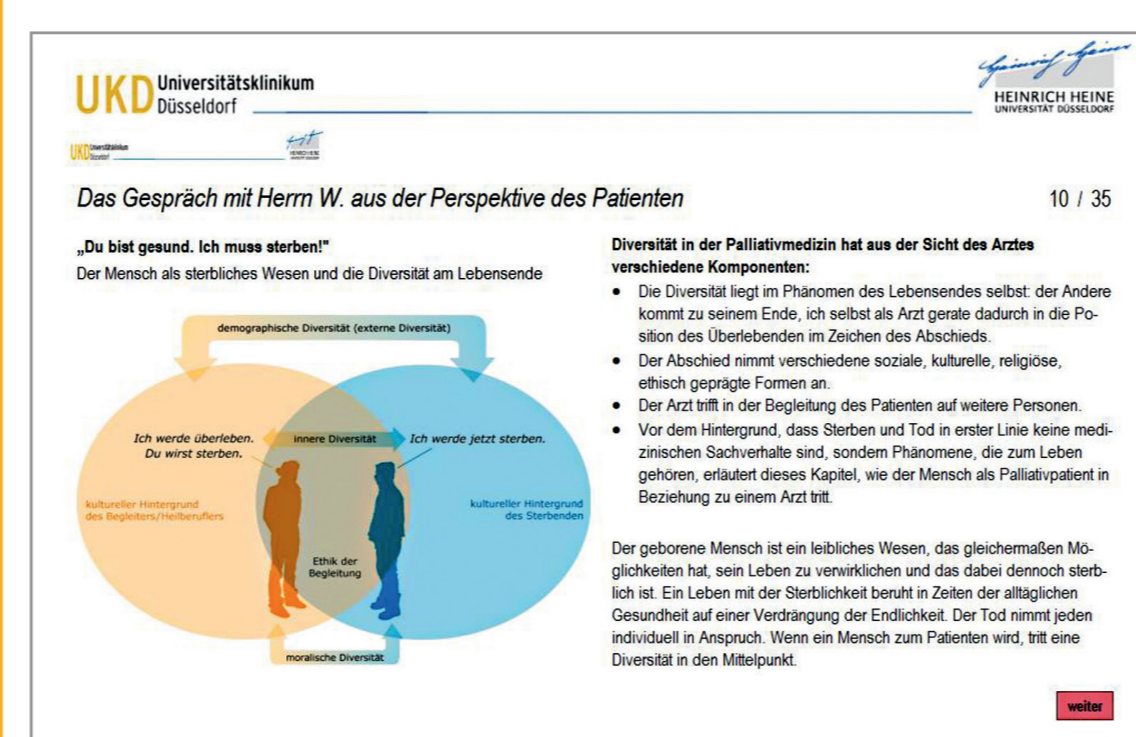 UKD Universitätsklinikum
Düsseldorf
HEINRICH HEINE
UNIVERSITÄT DÜSSELDORF
UKD Universitätsklinikum
Düsseldorf
Das Gespräch mit Herrn W. aus der Perspektive des Patienten
10 / 35
„Du bist gesund. Ich muss sterben!"
Der Mensch als sterbliches Wesen und die Diversität am Lebensende
demographische Diversität (externe Diversität)
Ich werde überleben.
Du wirst sterben.
innere Diversität
Ich werde jetzt sterben.
kultureller Hintergrund
des Begleiters/Heilberuflers
kultureller Hintergrund
des Sterbenden
Ethik der
Begleitung
moralische Diversität
Diversität in der Palliativmedizin hat aus der Sicht des Arztes
verschiedene Komponenten:
• Die Diversität liegt im Phänomen des Lebensendes selbst: der Andere
kommt zu seinem Ende, ich selbst als Arzt gerate dadurch in die Po-
sition des Überlebenden im Zeichen des Abschieds.
• Der Abschied nimmt verschiedene soziale, kulturelle, religiöse,
ethisch geprägte Formen an.
• Der Arzt trifft in der Begleitung des Patienten auf weitere Personen.
• Vor dem Hintergrund, dass Sterben und Tod in erster Linie keine medi-
zinischen Sachverhalte sind, sondern Phänomene, die zum Leben
gehören, erläutert dieses Kapitel, wie der Mensch als Palliativpatient in
Beziehung zu einem Arzt tritt.
Der geborene Mensch ist ein leibliches Wesen, das gleichermaßen Mö-
glichkeiten hat, sein Leben zu verwirklichen und das dabei dennoch sterb-
lich ist. Ein Leben mit der Sterblichkeit beruht in Zeiten der alltäglichen
Gesundheit auf einer Verdrängung der Endlichkeit. Der Tod nimmt jeden
individuell in Anspruch. Wenn ein Mensch zum Patienten wird, tritt eine
Diversität in den Mittelpunkt.
weiter